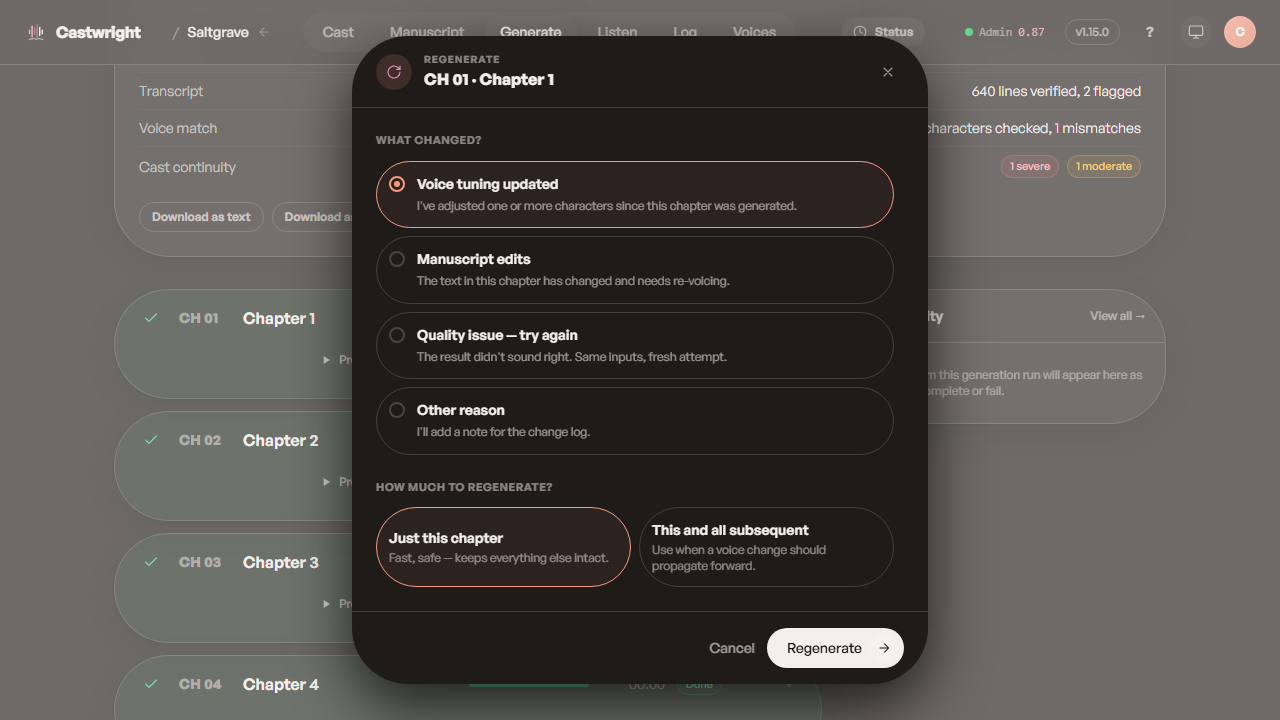 Castwright
/ Saltgrave ←
Cast
Manuscript
Generate
Listen
Log
Voices
Status
Admin 0.87
v1.15.0
?
C
REGENERATE
CH 01 · Chapter 1
Transcript
640 lines verified, 2 flagged
Voice match
characters checked, 1 mismatches
Cast continuity
1 severe
1 moderate
Download as text
Download as
WHAT CHANGED?
Voice tuning updated
I've adjusted one or more characters since this chapter was generated.
Manuscript edits
The text in this chapter has changed and needs re-voicing.
Quality issue — try again
The result didn't sound right. Same inputs, fresh attempt.
Other reason
I'll add a note for the change log.
HOW MUCH TO REGENERATE?
Just this chapter
Fast, safe — keeps everything else intact.
This and all subsequent
Use when a voice change should
propagate forward.
Cancel
Regenerate →
CH 01 Chapter 1
CH 02 Chapter 2
CH 03 Chapter 3
CH 04 Chapter 4
00:00
Done
View all →
this generation run will appear here as
or fail.